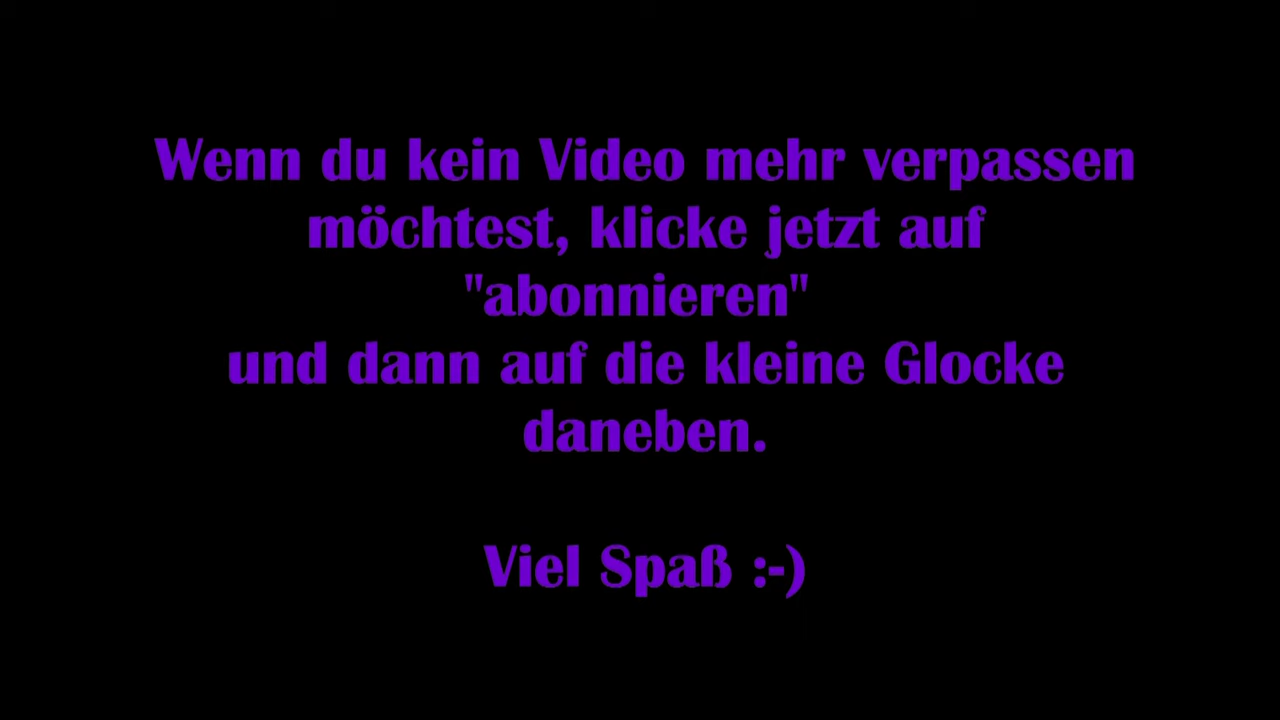 Wenn du kein Video mehr verpassen
möchtest, klicke jetzt auf
"abonnieren"
und dann auf die kleine Glocke
daneben.
Viel Spaß :-)